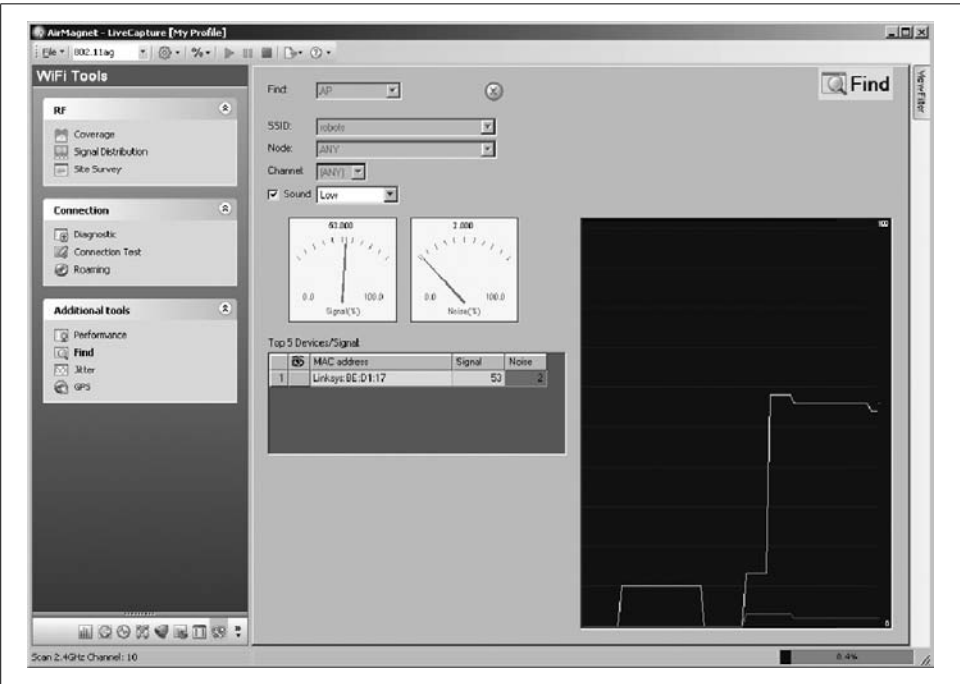 AirMagnet - LiveCapture [My Profile]
File 802.11ag
WiFi Tools
RF
Coverage
Signal Distribution
Site Survey
Connection
Diagnostic
Connection Test
Roaming
Additional tools
Performance
Find
Jitter
GPS
Find
View Filter
Find: AP
SSID: robots
Node: ANY
Channel: [ANY]
Sound Low
53.000
0.0 100.0
Signal(%)
2.000
0.0 100.0
Noise(%)
Top 5 Devices/Signal:
MAC address Signal Noise
1 Linksys:BE:D1:17 53 2
100
0
Scan 2.4GHz Channel: 10
8.4%